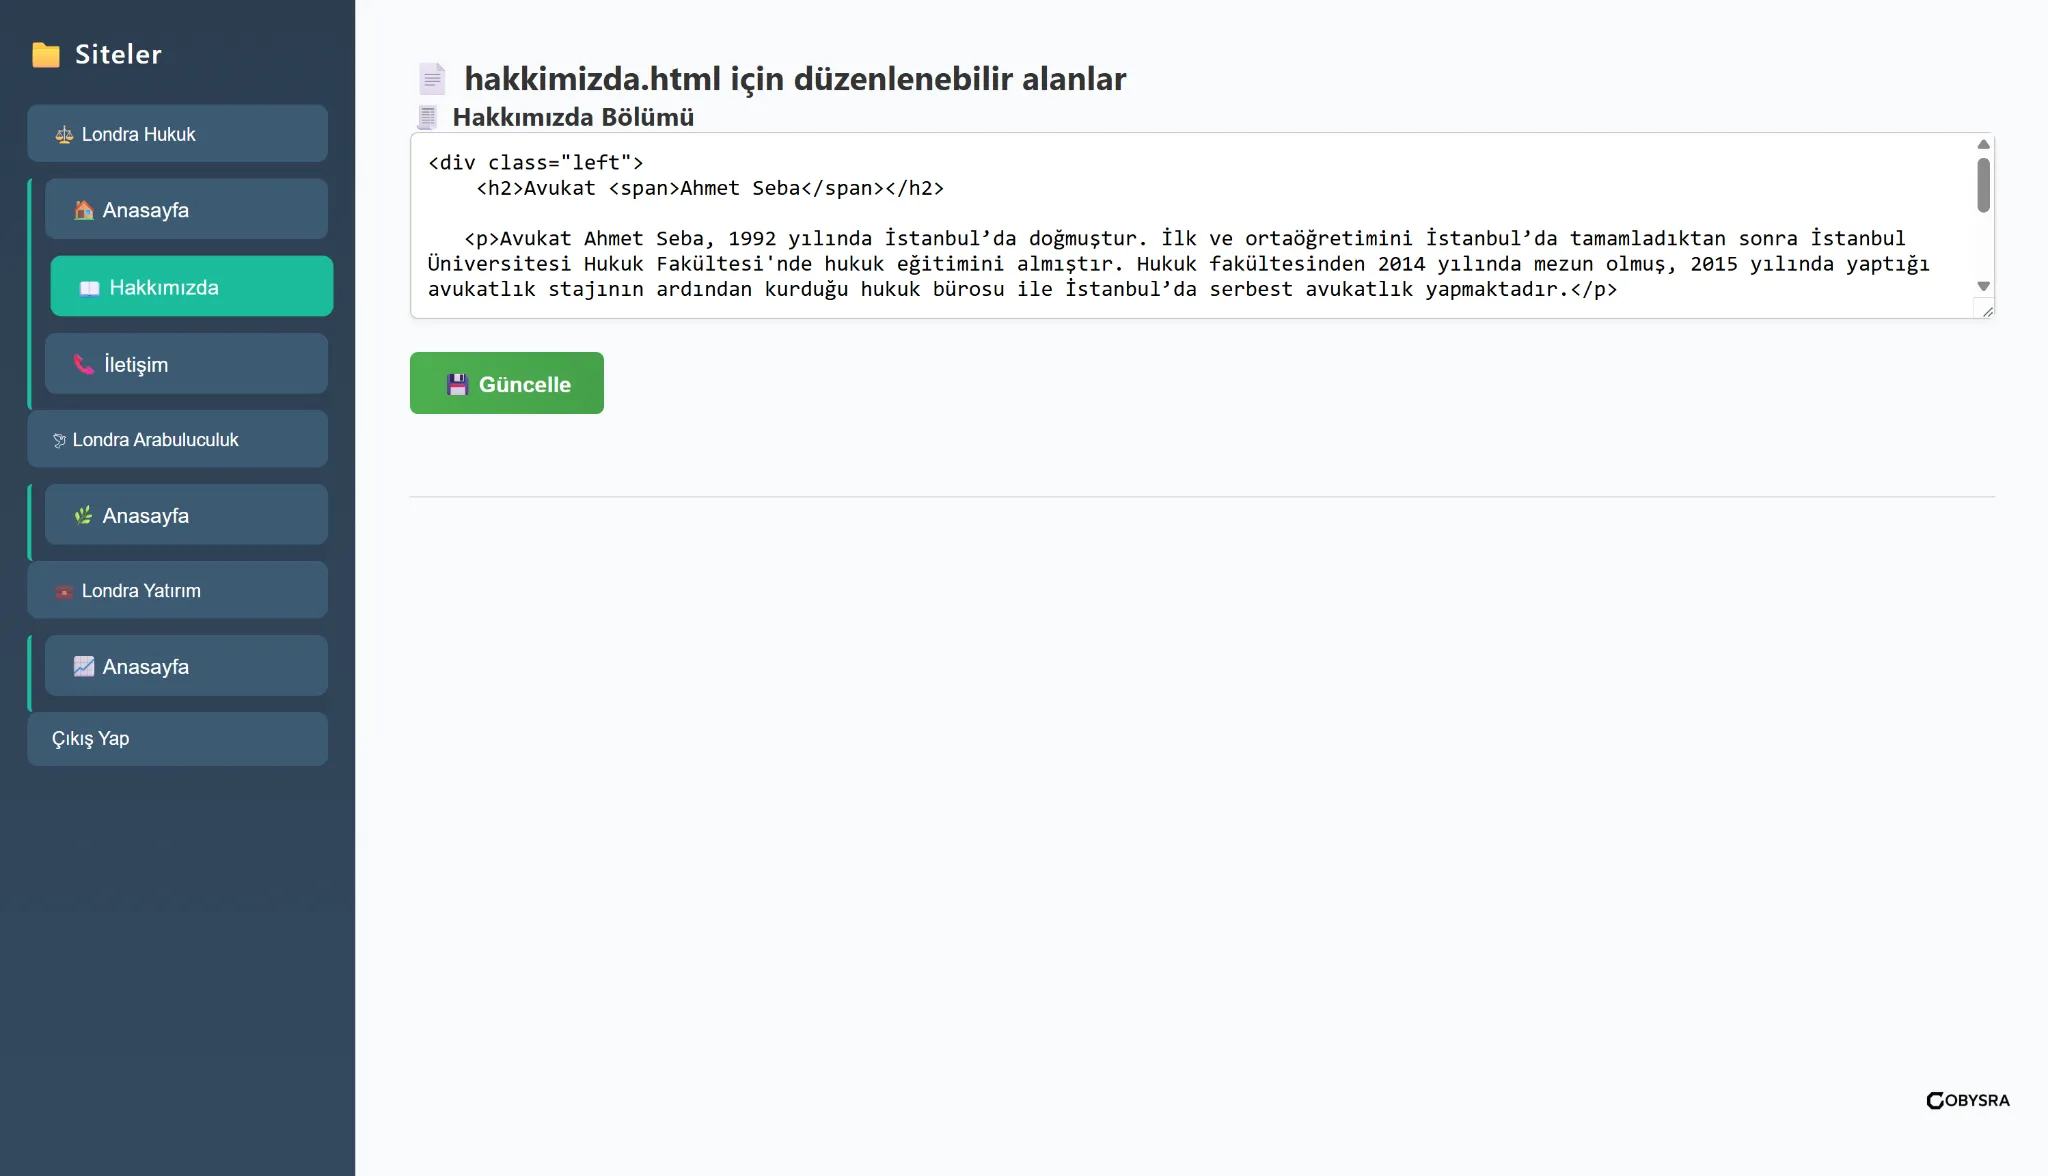 Siteler
Londra Hukuk
Anasayfa
Hakkımızda
İletişim
Londra Arabuluculuk
Anasayfa
Londra Yatırım
Anasayfa
Çıkış Yap
hakkimizda.html için düzenlenebilir alanlar
Hakkımızda Bölümü
<div class="left">
    <h2>Avukat <span>Ahmet Seba</span></h2>
   <p>Avukat Ahmet Seba, 1992 yılında İstanbul’da doğmuştur. İlk ve ortaöğretimini İstanbul’da tamamladıktan sonra İstanbul
Üniversitesi Hukuk Fakültesi'nde hukuk eğitimini almıştır. Hukuk fakültesinden 2014 yılında mezun olmuş, 2015 yılında yaptığı
avukatlık stajının ardından kurduğu hukuk bürosu ile İstanbul’da serbest avukatlık yapmaktadır.</p>
Güncelle
COBYSRA